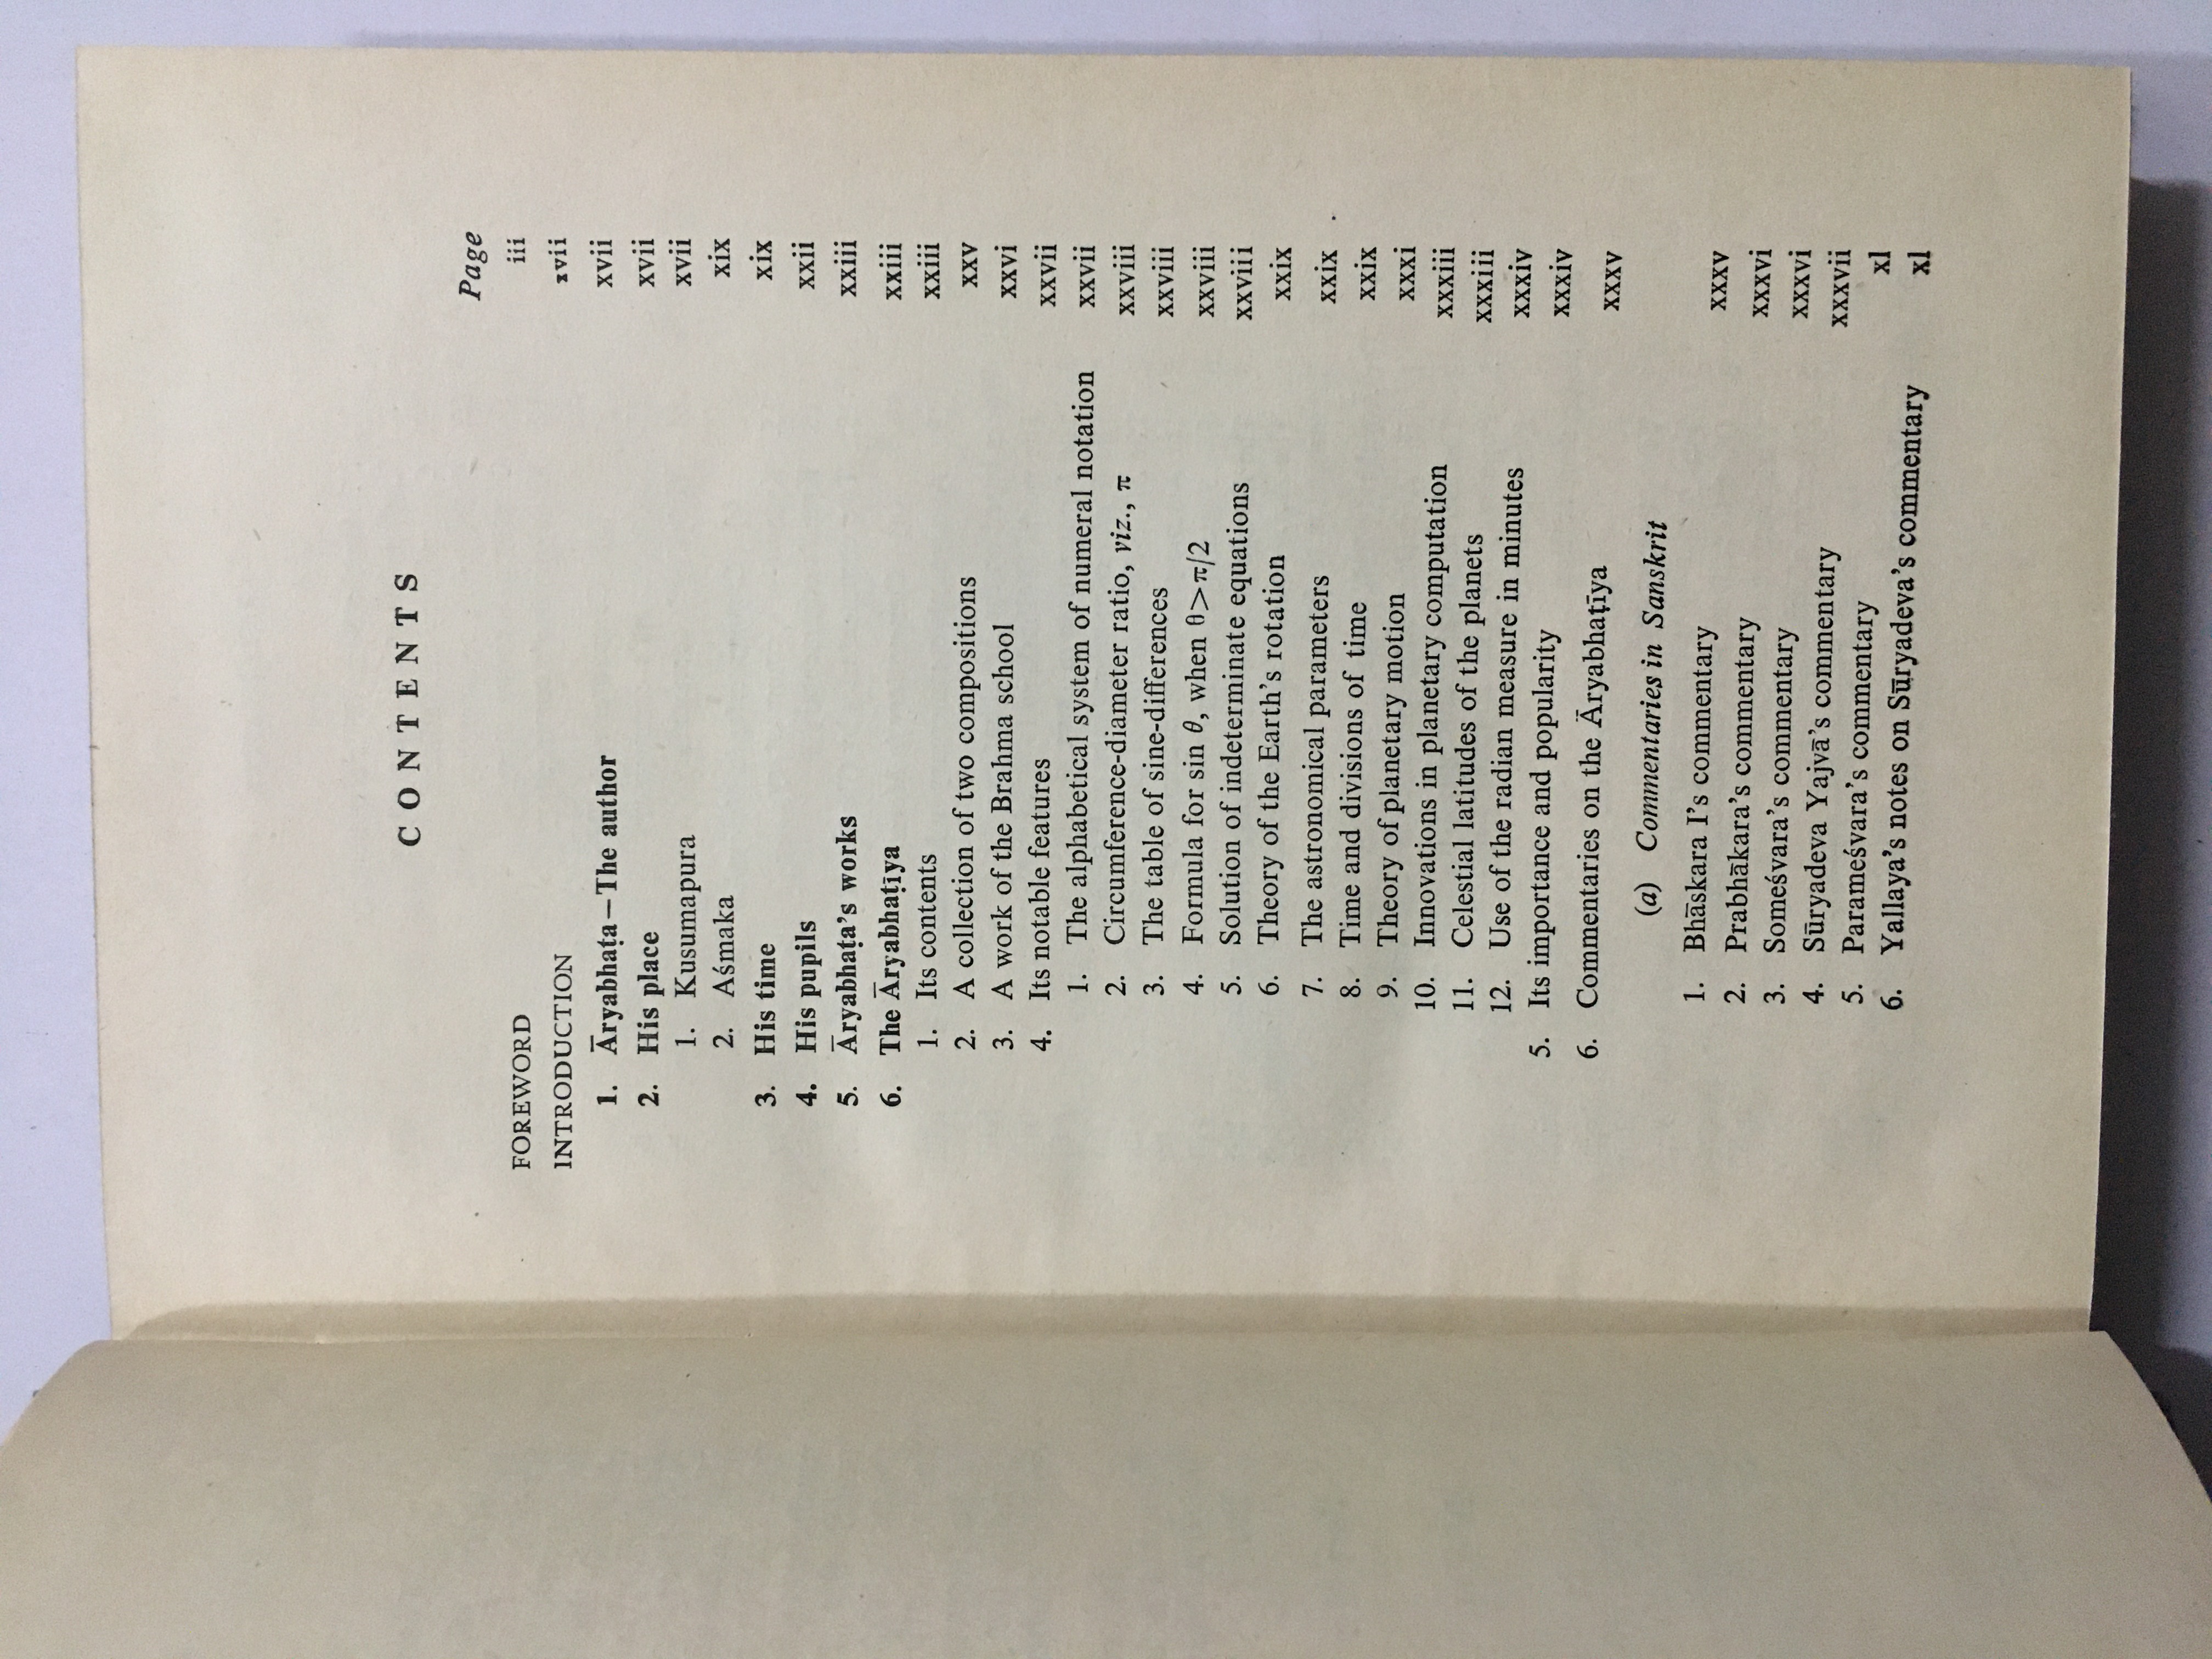 CONTENTS
Page
FOREWORD iii
INTRODUCTION xvii
1. Āryabhaṭa—The author xvii
2. His place xvii
1. Kusumapura xvii
2. Aśmaka xix
3. His time xix
4. His pupils xxii
5. Āryabhaṭa's works xxiii
6. The Āryabhaṭīya xxiii
1. Its contents xxiii
2. A collection of two compositions xxv
3. A work of the Brahma school xxvi
4. Its notable features xxvii
1. The alphabetical system of numeral notation xxvii
2. Circumference-diameter ratio, viz., π xxviii
3. The table of sine-differences xxviii
4. Formula for sin θ, when θ>π/2 xxviii
5. Solution of indeterminate equations xxviii
6. Theory of the Earth's rotation xxix
7. The astronomical parameters xxix
8. Time and divisions of time xxix
9. Theory of planetary motion xxxi
10. Innovations in planetary computation xxxiii
11. Celestial latitudes of the planets xxxiii
12. Use of the radian measure in minutes xxxiv
5. Its importance and popularity xxxiv
6. Commentaries on the Āryabhaṭīya xxxv
(a) Commentaries in Sanskrit
1. Bhāskara I's commentary xxxv
2. Prabhākara's commentary xxxvi
3. Someśvara's commentary xxxvi
4. Sūryadeva Yajvā's commentary xxxvii
5. Parameśvara's commentary xl
6. Yallaya's notes on Sūryadeva's commentary xl